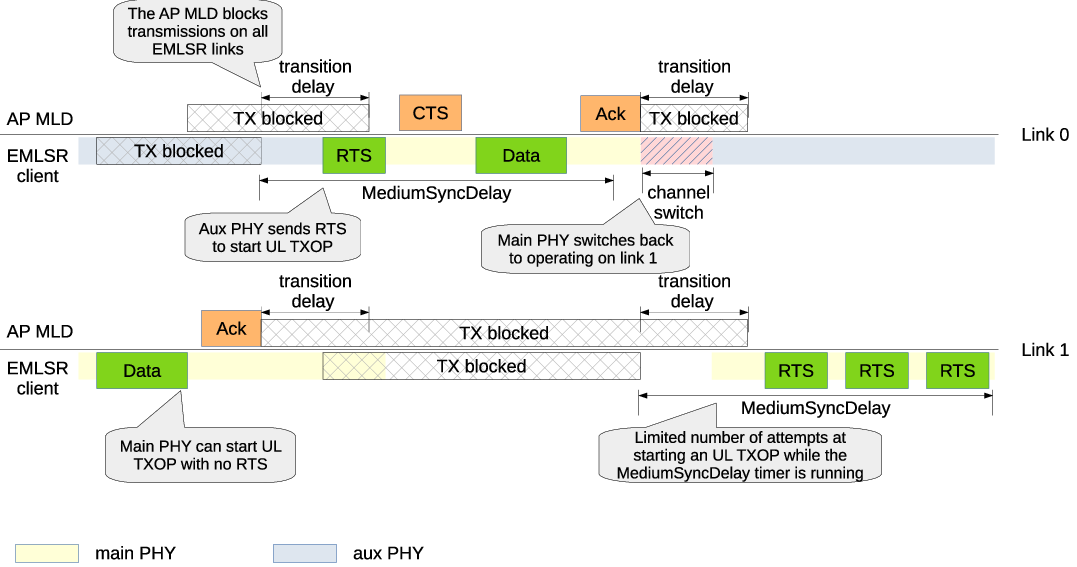 The AP MLD blocks
transmissions on all
EMLSR links
transition
delay
transition
delay
AP MLD
TX blocked
CTS
Ack
TX blocked
Link 0
EMLSR
client
TX blocked
RTS
Data
MediumSyncDelay
channel
switch
Aux PHY sends RTS
to start UL TXOP
Main PHY switches back
to operating on link 1
transition
delay
transition
delay
AP MLD
Ack
TX blocked
Link 1
EMLSR
client
Data
TX blocked
RTS
RTS
RTS
MediumSyncDelay
Main PHY can start UL
TXOP with no RTS
Limited number of attempts at
starting an UL TXOP while the
MediumSyncDelay timer is running
main PHY
aux PHY